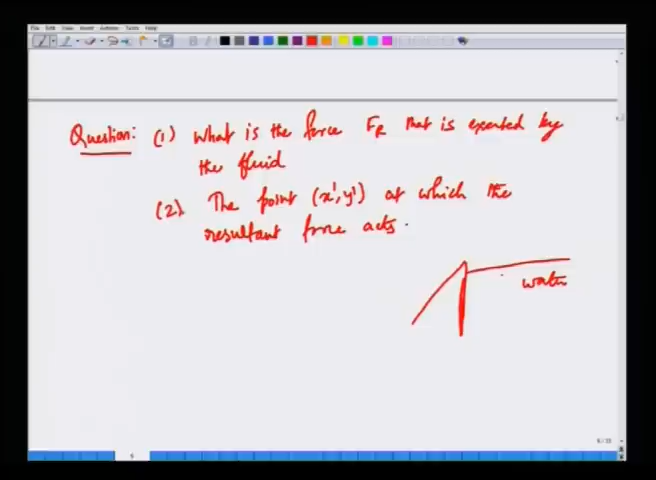 Question: (1) What is the force FR that is exerted by
the fluid
(2) The point (x', y') at which the
resultant force acts.
water
6